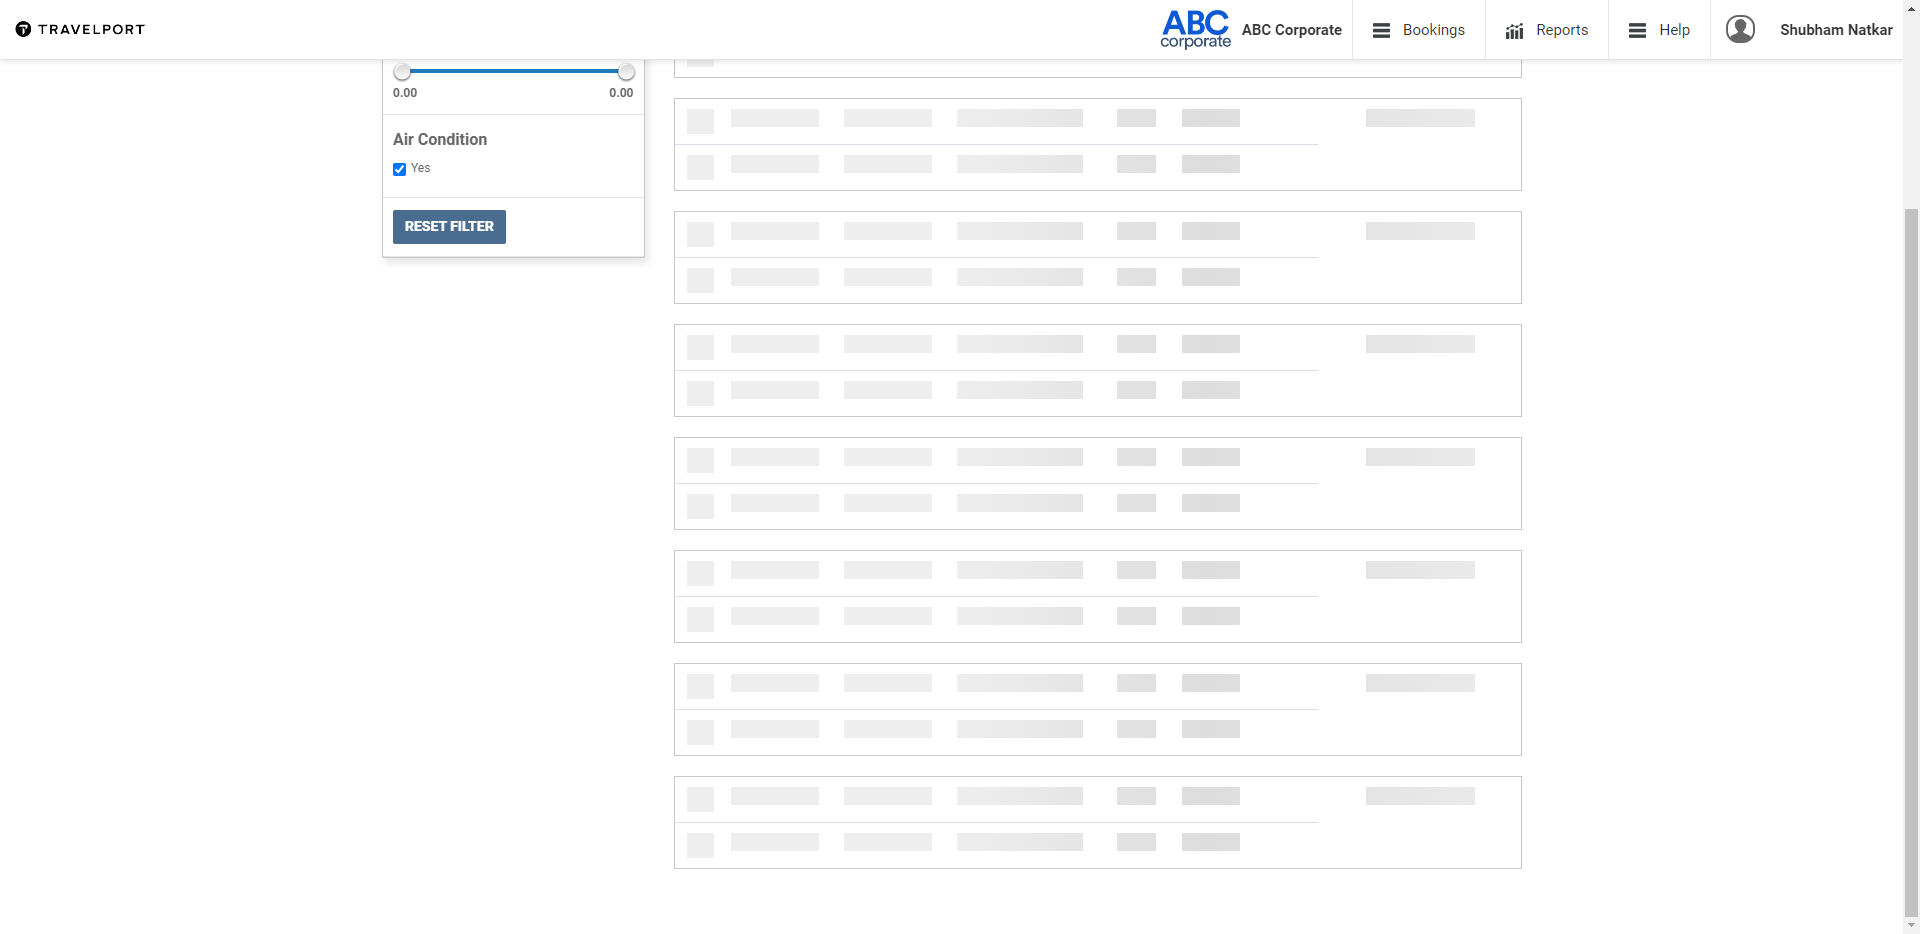 TRAVELPORT
ABC
corporate
ABC Corporate
Bookings
Reports
Help
Shubham Natkar
0.00
0.00
Air Condition
Yes
RESET FILTER